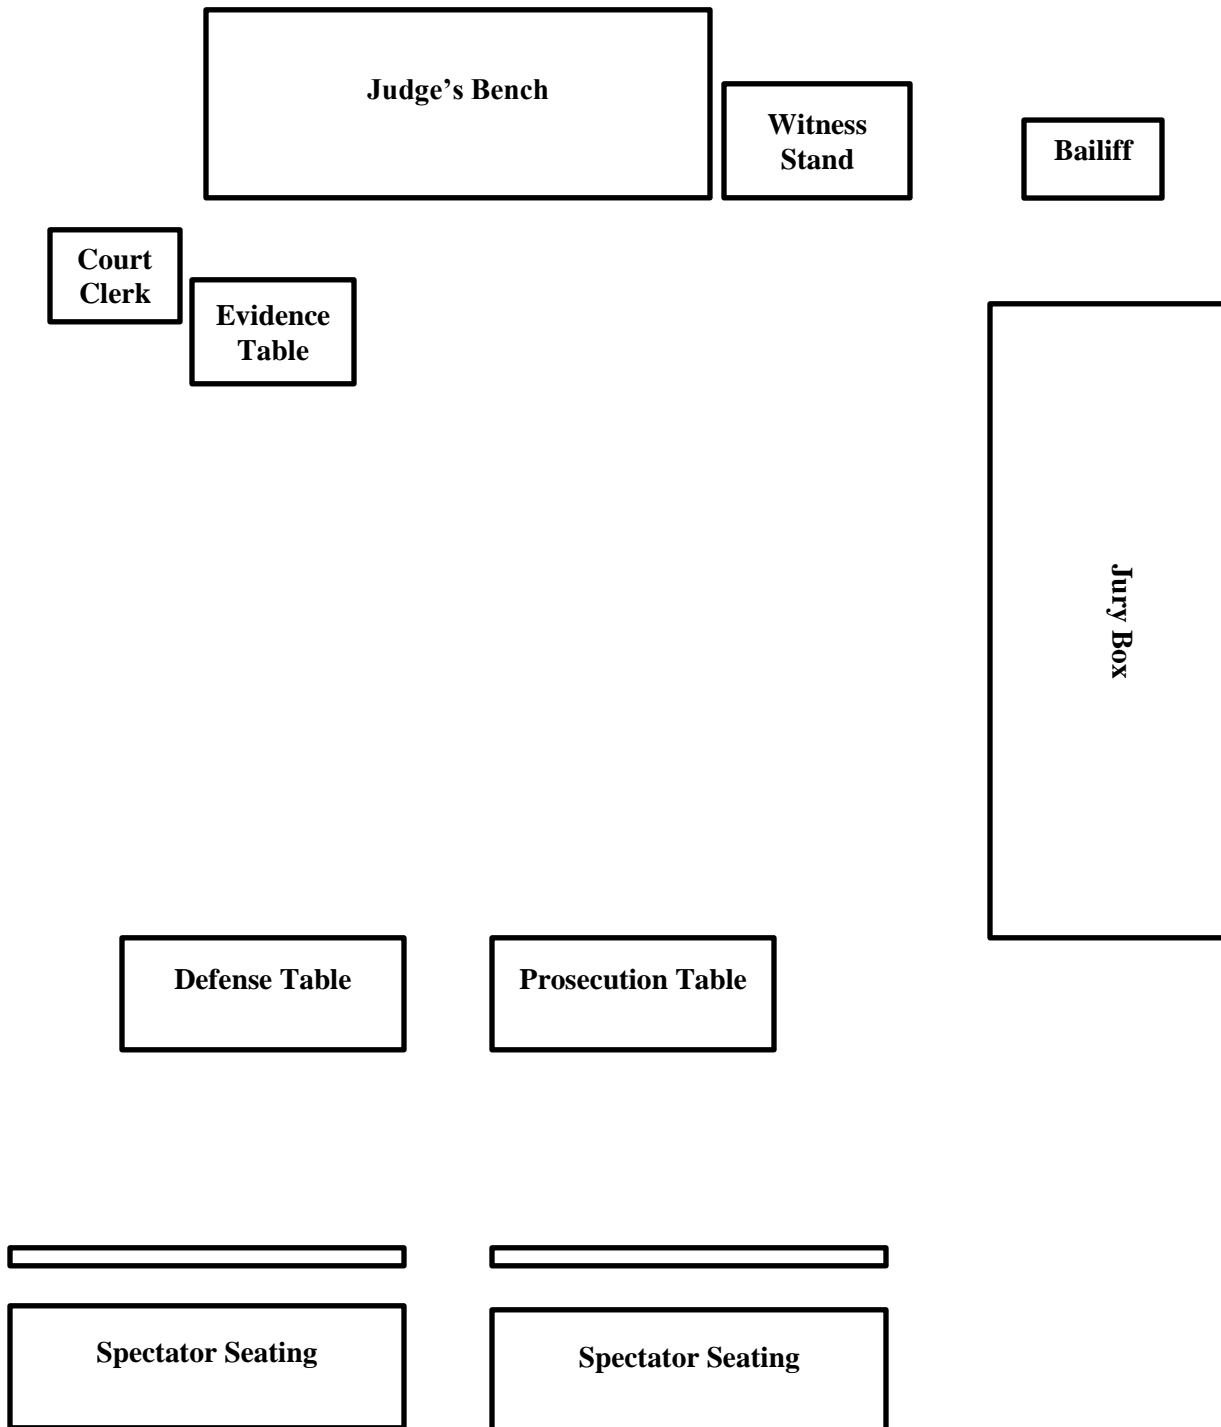 Judge’s Bench
Witness
Stand
Bailiff
Court
Clerk
Evidence
Table
Jury Box
Defense Table
Prosecution Table
Spectator Seating
Spectator Seating